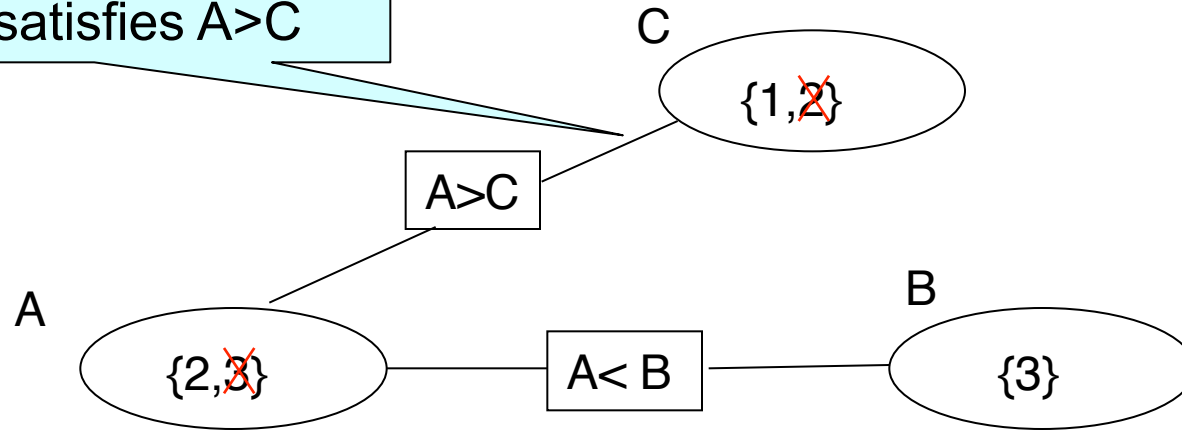 satisfies A>C
C
{1,2}
A>C
A
B
{2,3}
A< B
{3}